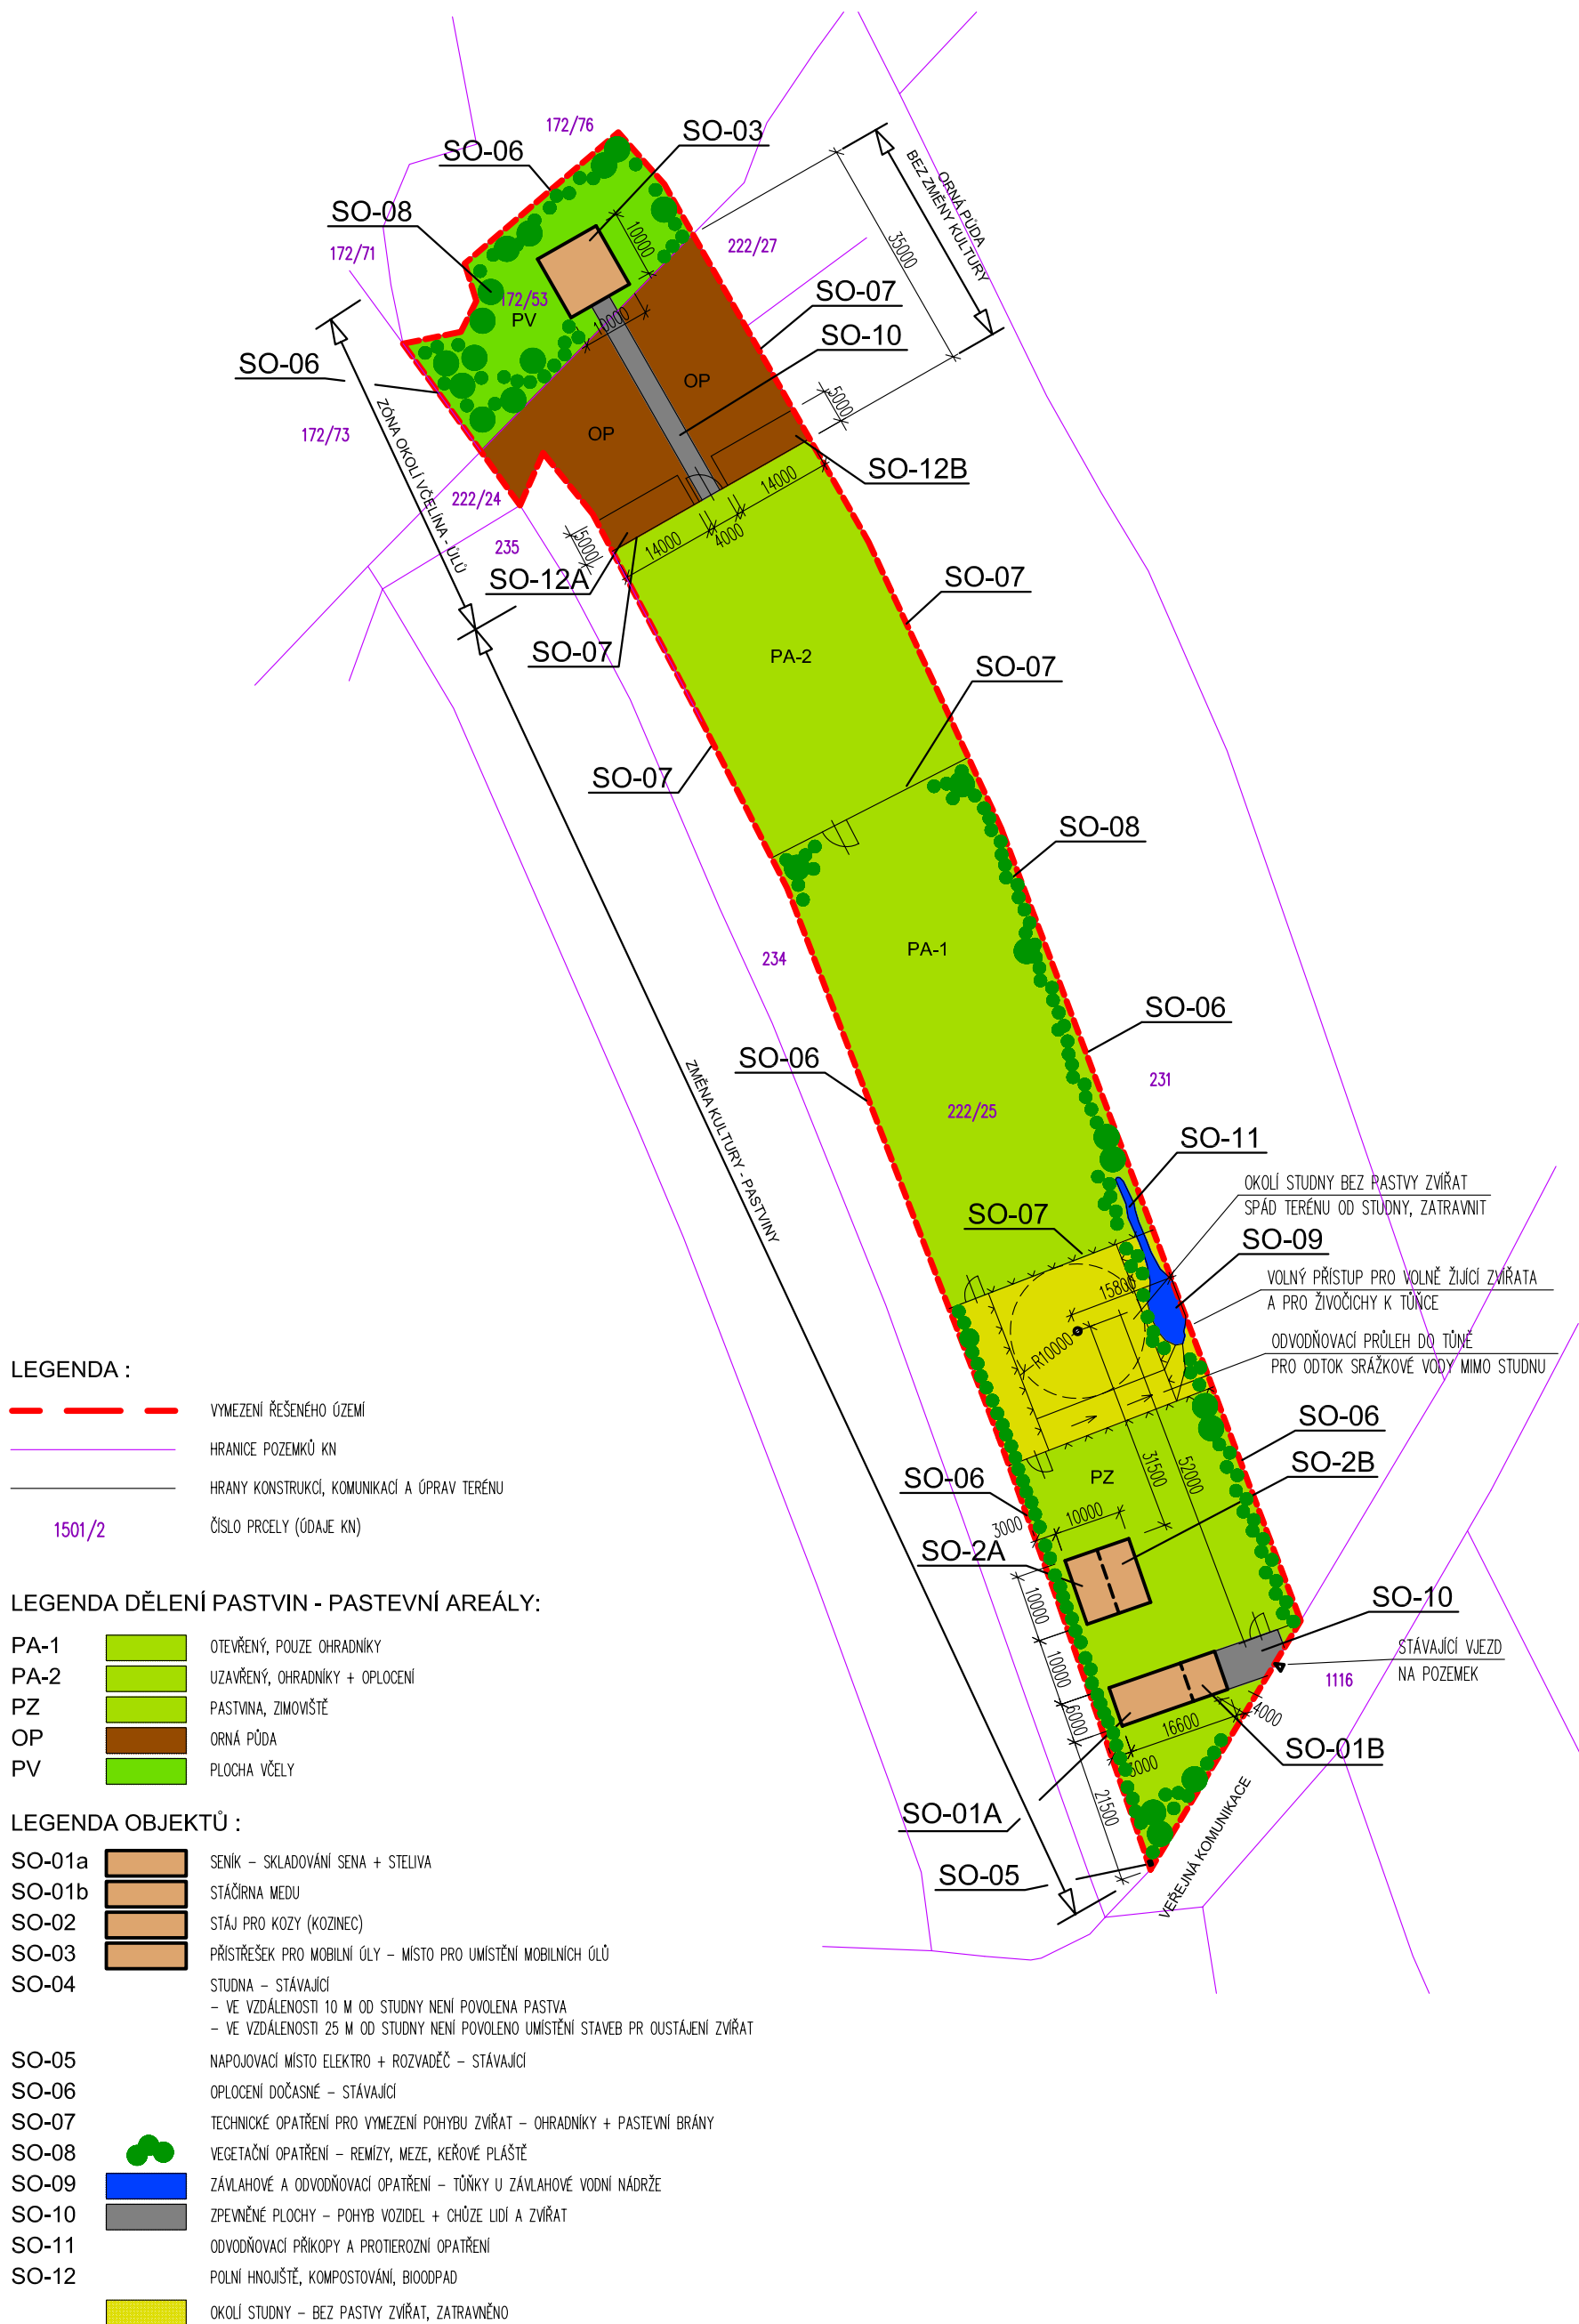 172/76
SO-03
SO-06
SO-08
172/71
222/27
ORNÁ PŮDA
BEZ ZMĚNY KULTURY
35000
10000
172/53
PV
10000
SO-07
SO-10
SO-06
OP
OP
5000
172/73
ZÓNA OKOLÍ VČELÍNA - ÚLŮ
SO-12B
222/24
14000
4000
14000
235
5000
SO-12A
SO-07
SO-07
PA-2
SO-07
SO-07
SO-08
PA-1
234
SO-06
SO-06
231
222/25
ZMĚNA KULTURY - PASTVINY
SO-11
OKOLÍ STUDNY BEZ PASTVY ZVÍŘAT
SPÁD TERÉNU OD STUDNY, ZATRAVNIT
SO-07
SO-09
15800
VOLNÝ PŘÍSTUP PRO VOLNĚ ŽIJÍCÍ ZVÍŘATA
A PRO ŽIVOČICHY K TŮŇCE
R10000
ODVODŇOVACÍ PRŮLEH DO TŮNĚ
PRO ODTOK SRÁŽKOVÉ VODY MIMO STUDNU
SO-06
SO-2B
31500
52000
PZ
SO-06
10000
3000
SO-2A
10000
SO-10
STÁVAJÍCÍ VJEZD
NA POZEMEK
1116
10000
6000
16600
4000
3000
SO-01B
21500
SO-01A
SO-05
VEŘEJNÁ KOMUNIKACE
LEGENDA :
VYMEZENÍ ŘEŠENÉHO ÚZEMÍ
HRANICE POZEMKŮ KN
HRANY KONSTRUKCÍ, KOMUNIKACÍ A ÚPRAV TERÉNU
1501/2 ČÍSLO PRCELY (ÚDAJE KN)
LEGENDA DĚLENÍ PASTVIN - PASTEVNÍ AREÁLY:
PA-1 OTEVŘENÝ, POUZE OHRADNÍKY
PA-2 UZAVŘENÝ, OHRADNÍKY + OPLOCENÍ
PZ PASTVINA, ZIMOVIŠTĚ
OP ORNÁ PŮDA
PV PLOCHA VČELY
LEGENDA OBJEKTŮ :
SO-01a SENÍK – SKLADOVÁNÍ SENA + STELIVA
SO-01b STÁČÍRNA MEDU
SO-02 STÁJ PRO KOZY (KOZINEC)
SO-03 PŘÍSTŘEŠEK PRO MOBILNÍ ÚLY – MÍSTO PRO UMÍSTĚNÍ MOBILNÍCH ÚLŮ
SO-04 STUDNA – STÁVAJÍCÍ
– VE VZDÁLENOSTI 10 M OD STUDNY NENÍ POVOLENA PASTVA
– VE VZDÁLENOSTI 25 M OD STUDNY NENÍ POVOLENO UMÍSTĚNÍ STAVEB PR OUSTÁJENÍ ZVÍŘAT
SO-05 NAPOJOVACÍ MÍSTO ELEKTRO + ROZVADĚČ – STÁVAJÍCÍ
SO-06 OPLOCENÍ DOČASNÉ – STÁVAJÍCÍ
SO-07 TECHNICKÉ OPATŘENÍ PRO VYMEZENÍ POHYBU ZVÍŘAT – OHRADNÍKY + PASTEVNÍ BRÁNY
SO-08 VEGETAČNÍ OPATŘENÍ – REMÍZY, MEZE, KEŘOVÉ PLÁŠTĚ
SO-09 ZÁVLAHOVÉ A ODVODŇOVACÍ OPATŘENÍ – TŮŇKY U ZÁVLAHOVÉ VODNÍ NÁDRŽE
SO-10 ZPEVNĚNÉ PLOCHY – POHYB VOZIDEL + CHŮZE LIDÍ A ZVÍŘAT
SO-11 ODVODŇOVACÍ PŘÍKOPY A PROTIEROZNÍ OPATŘENÍ
SO-12 POLNÍ HNOJIŠTĚ, KOMPOSTOVÁNÍ, BIOODPAD
OKOLÍ STUDNY – BEZ PASTVY ZVÍŘAT, ZATRAVNĚNO